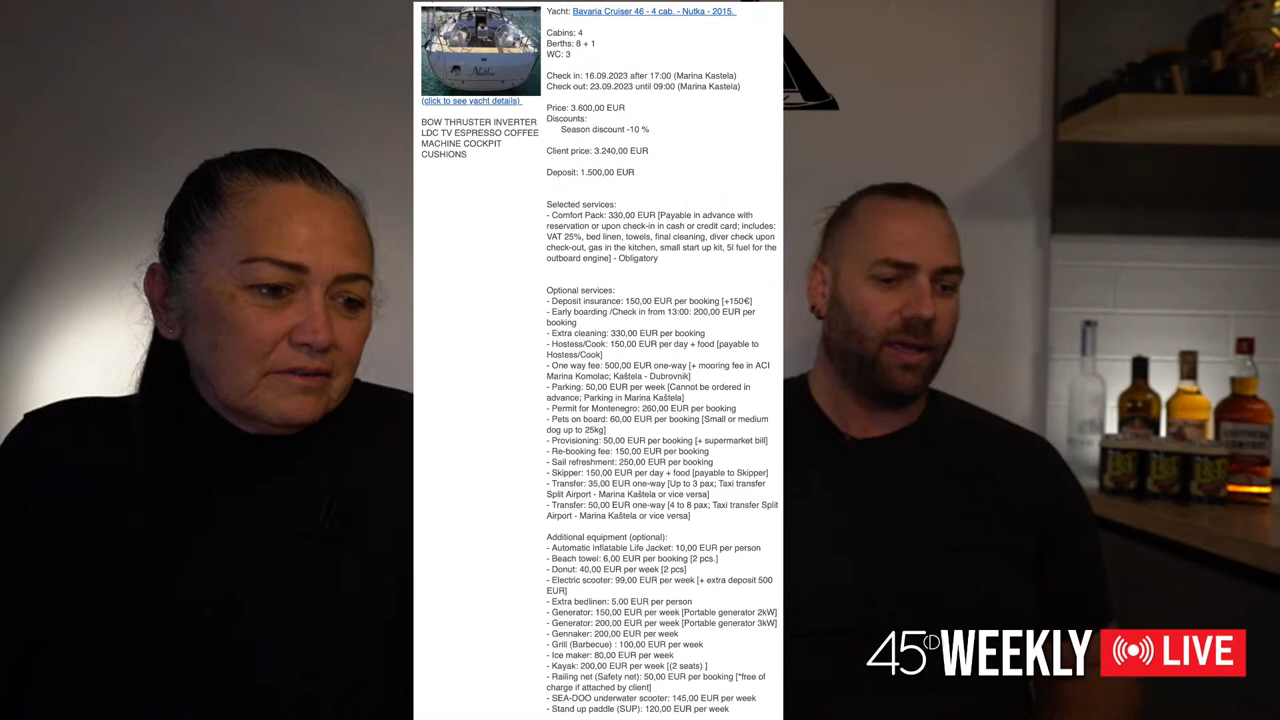 Yacht: Bavaria Cruiser 46 - 4 cab. - Nutka - 2015.
Cabins: 4
Berths: 8 + 1
WC: 3
Check in: 16.09.2023 after 17:00 (Marina Kastela)
Check out: 23.09.2023 until 09:00 (Marina Kastela)
Nutka
(click to see yacht details)
BOW THRUSTER INVERTER
LDC TV ESPRESSO COFFEE
MACHINE COCKPIT
CUSHIONS
Price: 3.600,00 EUR
Discounts:
Season discount -10 %
Client price: 3.240,00 EUR
Deposit: 1.500,00 EUR
Selected services:
- Comfort Pack: 330,00 EUR [Payable in advance with
reservation or upon check-in in cash or credit card; includes:
VAT 25%, bed linen, towels, final cleaning, diver check upon
check-out, gas in the kitchen, small start up kit, 5l fuel for the
outboard engine] - Obligatory
Optional services:
- Deposit insurance: 150,00 EUR per booking [+150€]
- Early boarding /Check in from 13:00: 200,00 EUR per
booking
- Extra cleaning: 330,00 EUR per booking
- Hostess/Cook: 150,00 EUR per day + food [payable to
Hostess/Cook]
- One way fee: 500,00 EUR one-way [+ mooring fee in ACI
Marina Komolac; Kaštela - Dubrovnik]
- Parking: 50,00 EUR per week [Cannot be ordered in
advance; Parking in Marina Kaštela]
- Permit for Montenegro: 260,00 EUR per booking
- Pets on board: 60,00 EUR per booking [Small or medium
dog up to 25kg]
- Provisioning: 50,00 EUR per booking [+ supermarket bill]
- Re-booking fee: 150,00 EUR per booking
- Sail refreshment: 250,00 EUR per booking
- Skipper: 150,00 EUR per day + food [payable to Skipper]
- Transfer: 35,00 EUR one-way [Up to 3 pax; Taxi transfer
Split Airport - Marina Kaštela or vice versa]
- Transfer: 50,00 EUR one-way [4 to 8 pax; Taxi transfer Split
Airport - Marina Kaštela or vice versa]
Additional equipment (optional):
- Automatic Inflatable Life Jacket: 10,00 EUR per person
- Beach towel: 6,00 EUR per booking [2 pcs.]
- Donut: 40,00 EUR per week [2 pcs]
- Electric scooter: 99,00 EUR per week [+ extra deposit 500
EUR]
- Extra bedlinen: 5,00 EUR per person
- Generator: 150,00 EUR per week [Portable generator 2kW]
- Generator: 200,00 EUR per week [Portable generator 3kW]
- Gennaker: 200,00 EUR per week
- Grill (Barbecue) : 100,00 EUR per week
- Ice maker: 80,00 EUR per week
- Kayak: 200,00 EUR per week [(2 seats) ]
- Railing net (Safety net): 50,00 EUR per booking [*free of
charge if attached by client]
- SEA-DOO underwater scooter: 145,00 EUR per week
- Stand up paddle (SUP): 120,00 EUR per week
45CD WEEKLY LIVE